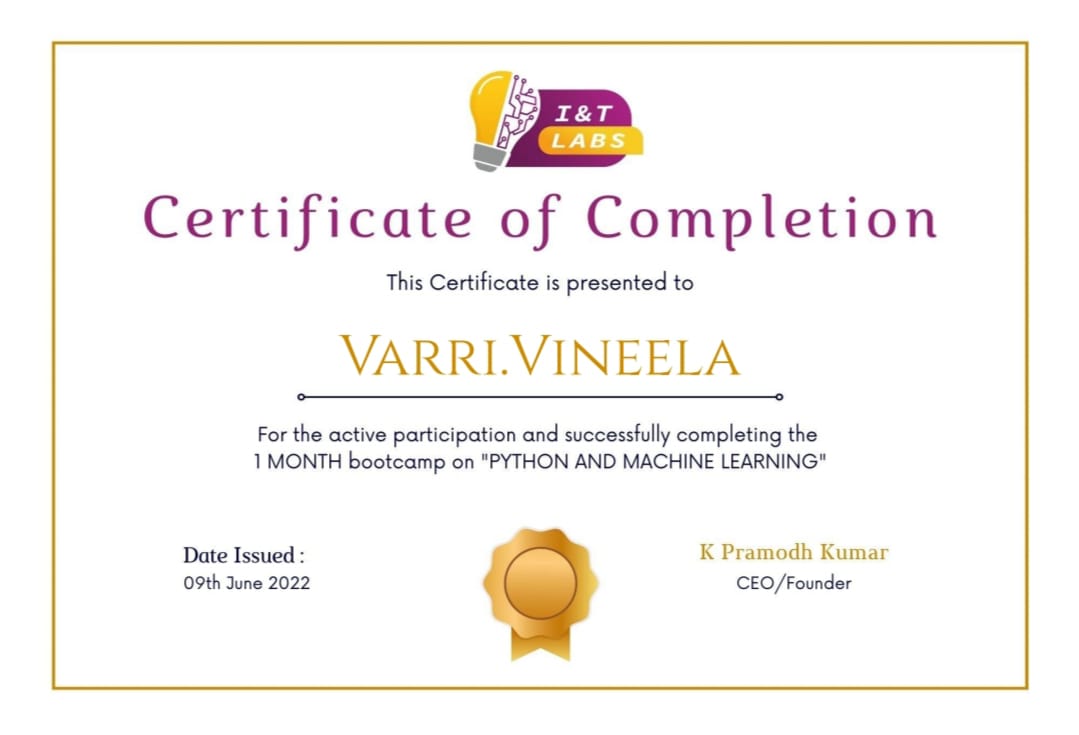 I&T
LABS
Certificate of Completion
This Certificate is presented to
VARRI.VINEELA
For the active participation and successfully completing the
1 MONTH bootcamp on "PYTHON AND MACHINE LEARNING"
Date Issued :
09th June 2022
K Pramodh Kumar
CEO/Founder